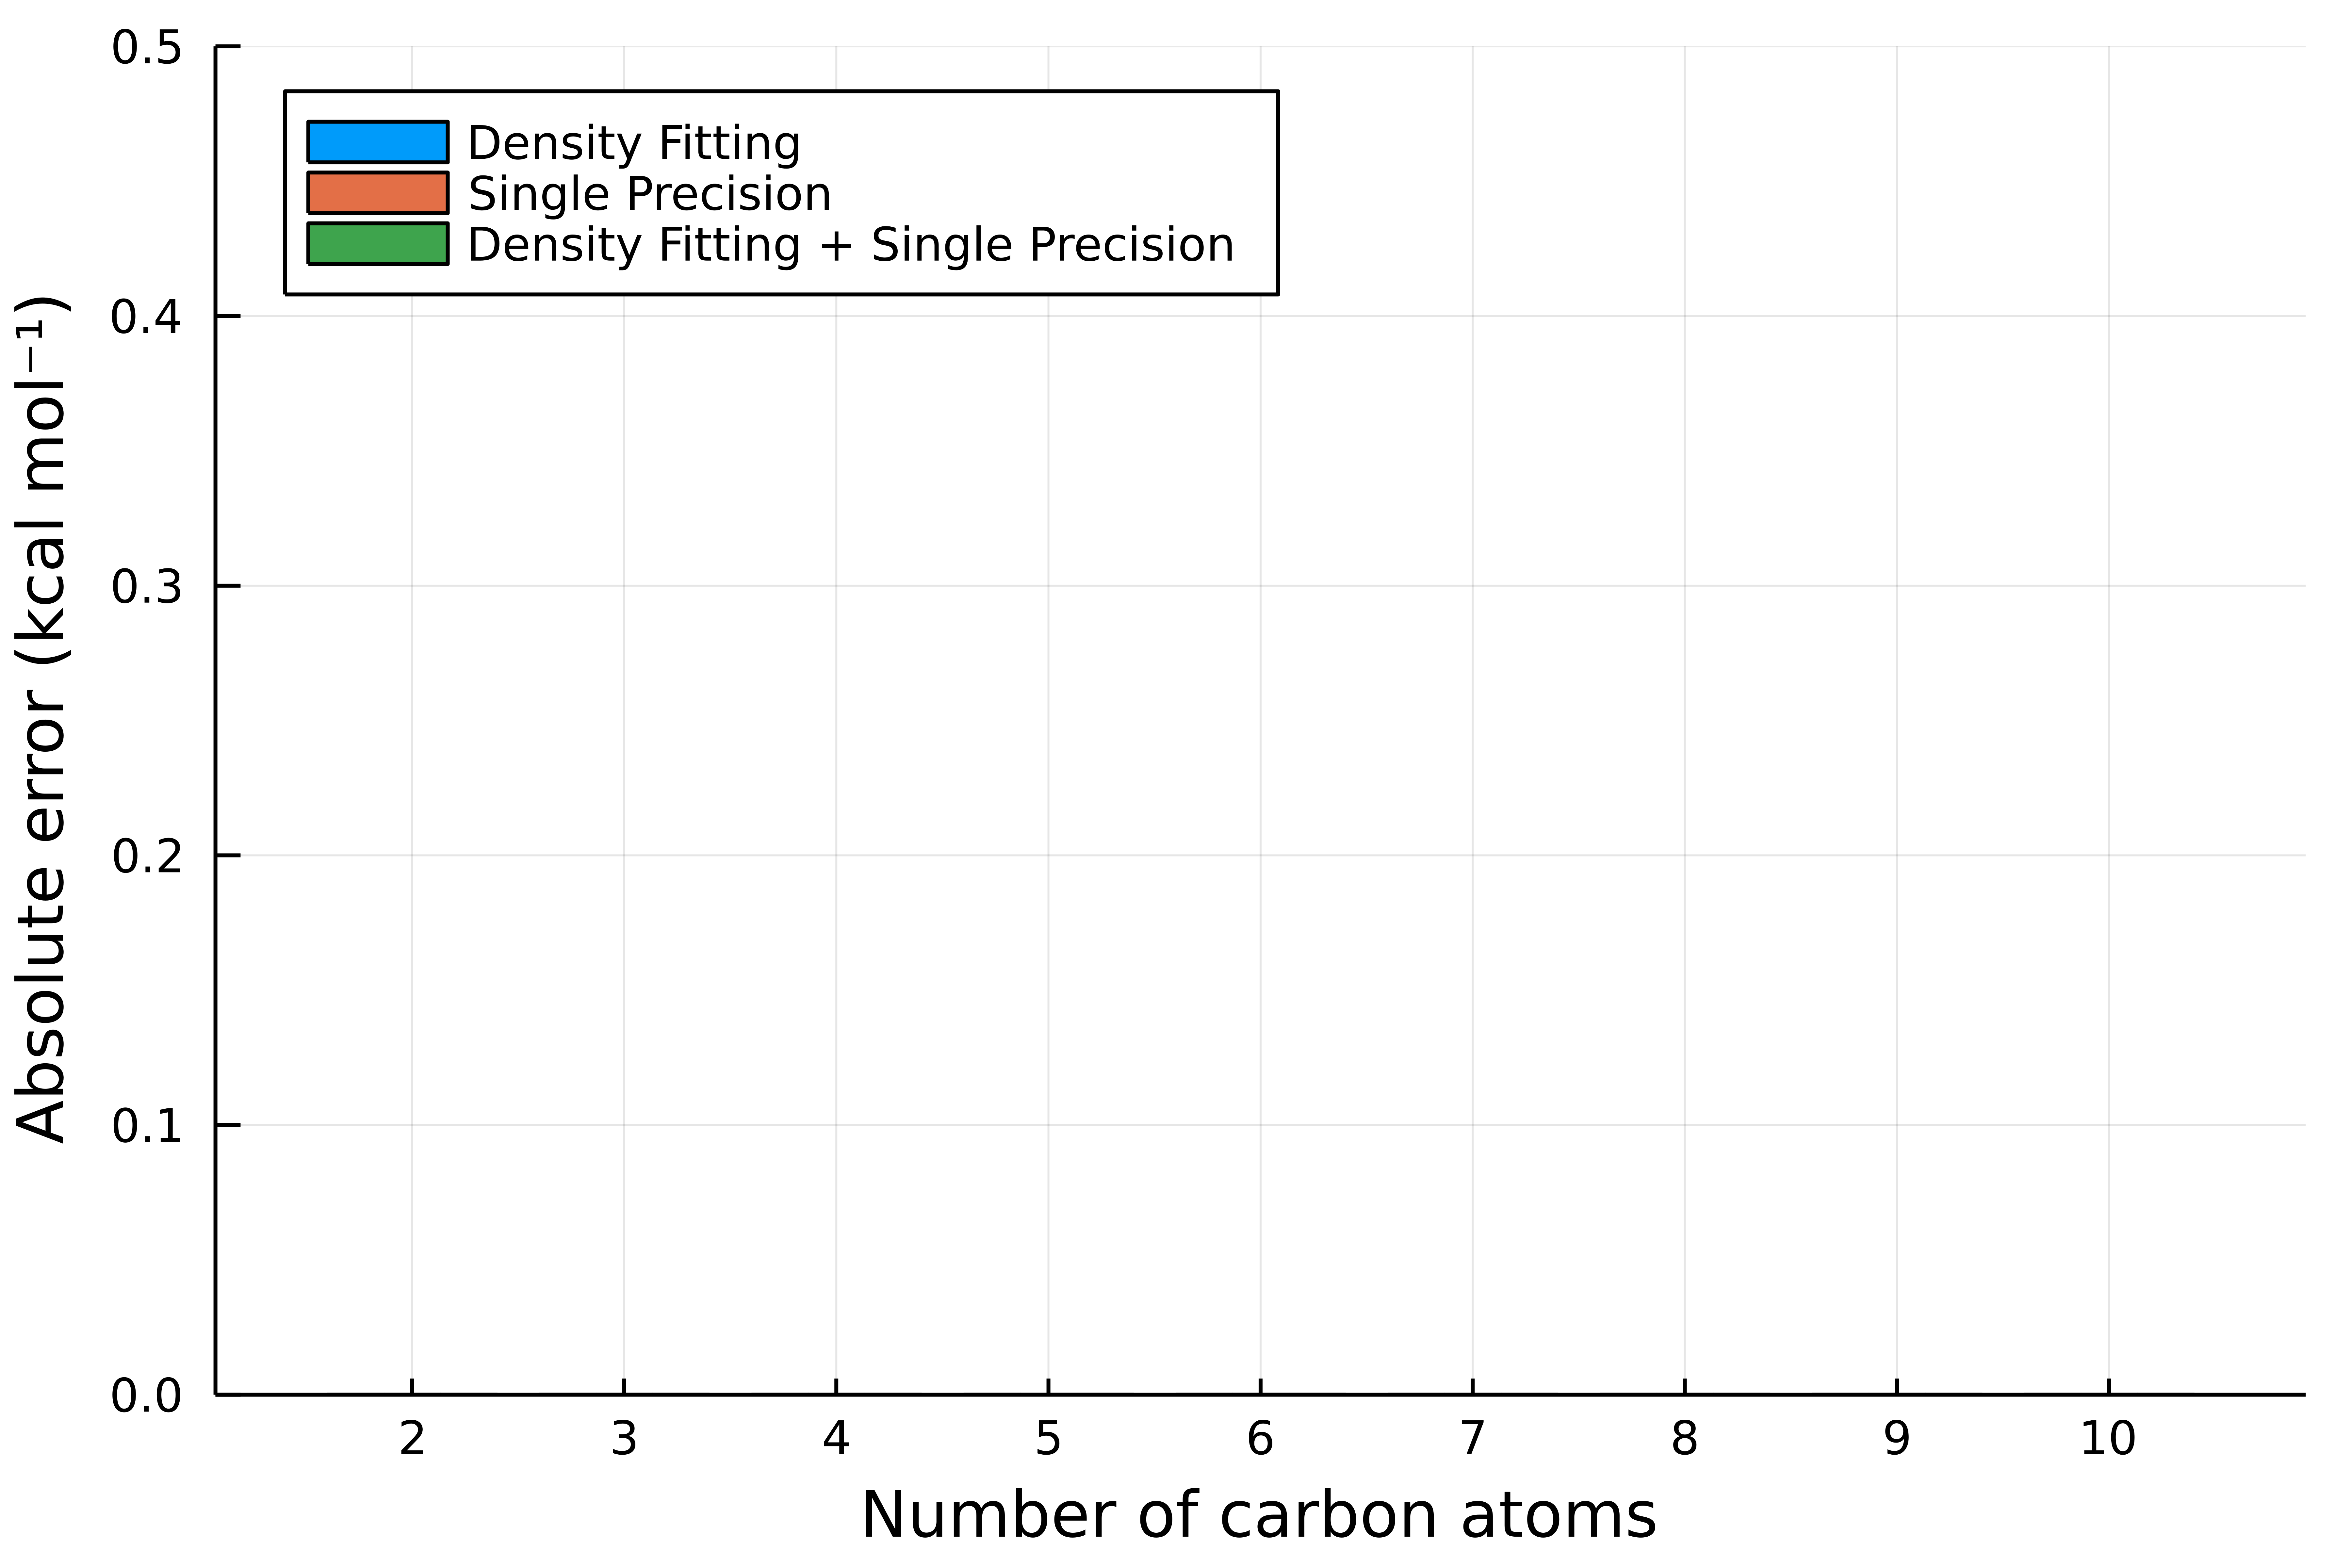 0.5
Density Fitting
Single Precision
Density Fitting + Single Precision
0.4
0.3
0.2
0.1
0.0
Absolute error (kcal mol⁻¹)
2 3 4 5 6 7 8 9 10
Number of carbon atoms